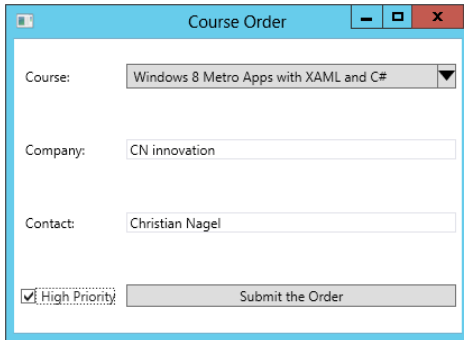 Course Order
Course: Windows 8 Metro Apps with XAML and C#
Company: CN innovation
Contact: Christian Nagel
High Priority Submit the Order